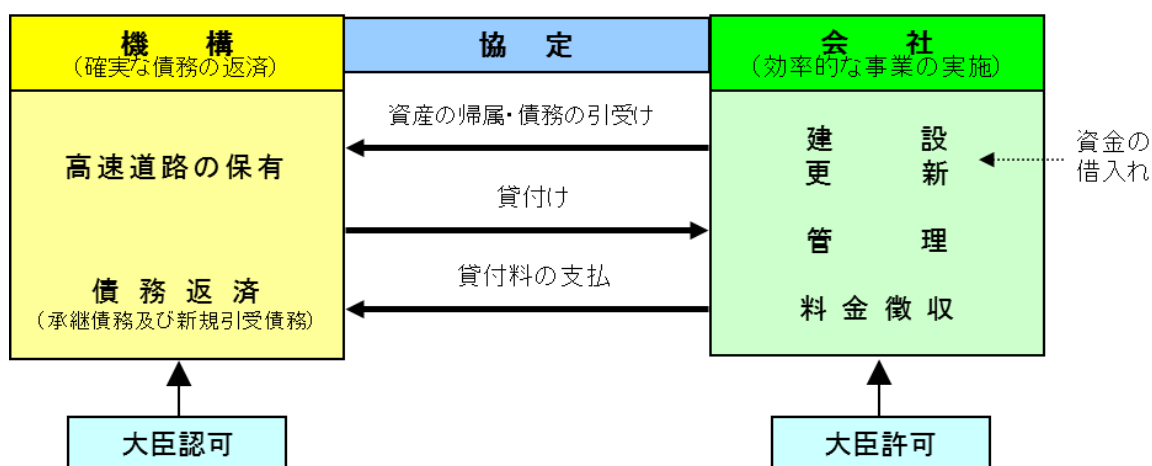 機 構
（確実な債務の返済）
協 定
会 社
（効率的な事業の実施）
高速道路の保有
債 務 返 済
（承継債務及び新規引受債務）
資産の帰属・債務の引受け
貸付け
貸付料の支払
建 設
更 新
管 理
料 金 徴 収
資金の
借入れ
大臣認可
大臣許可